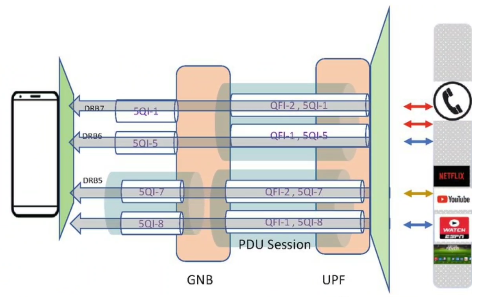 DRB7
5QI-1
QFI-2 , 5QI-1
DRB6
5QI-5
QFI-1 , 5QI-5
DRB5
5QI-7
QFI-2 , 5QI-7
5QI-8
QFI-1 , 5QI-8
PDU Session
GNB
UPF
NETFLIX
YouTube
WATCH
ESPN